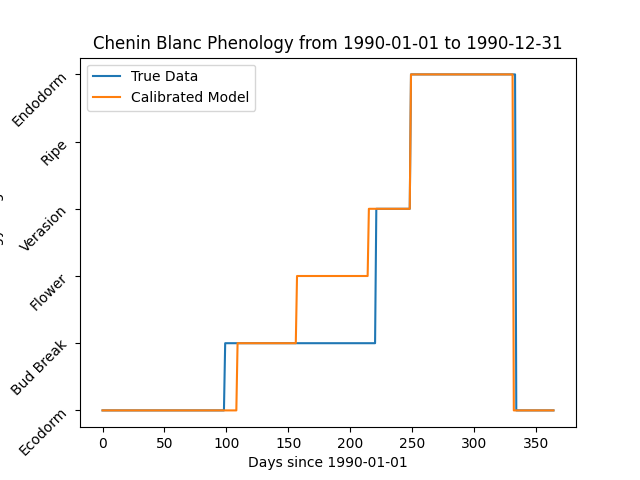 Chenin Blanc Phenology from 1990-01-01 to 1990-12-31
True Data
Calibrated Model
Endodorm
Ripe
Verasion
Flower
Bud Break
Ecodorm
0 50 100 150 200 250 300 350
Days since 1990-01-01